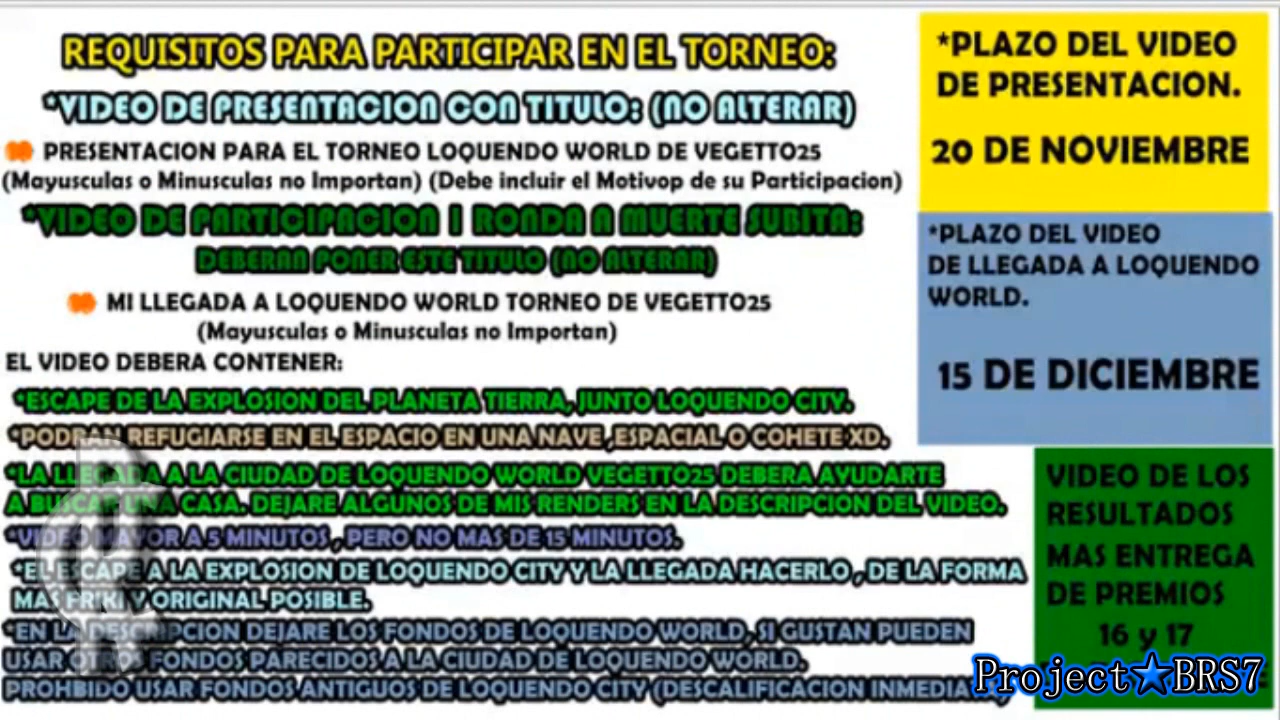 REQUISITOS PARA PARTICIPAR EN EL TORNEO:
*VIDEO DE PRESENTACION CON TITULO: (NO ALTERAR)
PRESENTACION PARA EL TORNEO LOQUENDO WORLD DE VEGETTO25
(Mayusculas o Minusculas no Importan) (Debe incluir el Motivop de su Participacion)
*VIDEO DE PARTICIPACION 1 RONDA A MUERTE SUBITA:
DEBERAN PONER ESTE TITULO (NO ALTERAR)
MI LLEGADA A LOQUENDO WORLD TORNEO DE VEGETTO25
(Mayusculas o Minusculas no Importan)
EL VIDEO DEBERA CONTENER:
*ESCAPE DE LA EXPLOSION DEL PLANETA TIERRA, JUNTO LOQUENDO CITY.
*PODRAN REFUGIARSE EN EL ESPACIO EN UNA NAVE ,ESPACIAL O COHETE XD.
*LA LLEGADA A LA CIUDAD DE LOQUENDO WORLD VEGETTO25 DEBERA AYUDARTE
A BUSCAR UNA CASA. DEJARE ALGUNOS DE MIS RENDERS EN LA DESCRIPCION DEL VIDEO.
*VIDEO MAYOR A 5 MINUTOS , PERO NO MAS DE 15 MINUTOS.
*EL ESCAPE A LA EXPLOSION DE LOQUENDO CITY Y LA LLEGADA HACERLO , DE LA FORMA
MAS FRIKI Y ORIGINAL POSIBLE.
*EN LA DESCRIPCION DEJARE LOS FONDOS DE LOQUENDO WORLD, SI GUSTAN PUEDEN
USAR OTROS FONDOS PARECIDOS A LA CIUDAD DE LOQUENDO WORLD.
PROHBIDO USAR FONDOS ANTIGUOS DE LOQUENDO CITY (DESCALIFICACION
*PLAZO DEL VIDEO
DE PRESENTACION.
20 DE NOVIEMBRE
*PLAZO DEL VIDEO
DE LLEGADA A LOQUENDO
WORLD.
15 DE DICIEMBRE
VIDEO DE LOS
RESULTADOS
MAS ENTREGA
DE PREMIOS
16 y 17
Project★BRS7